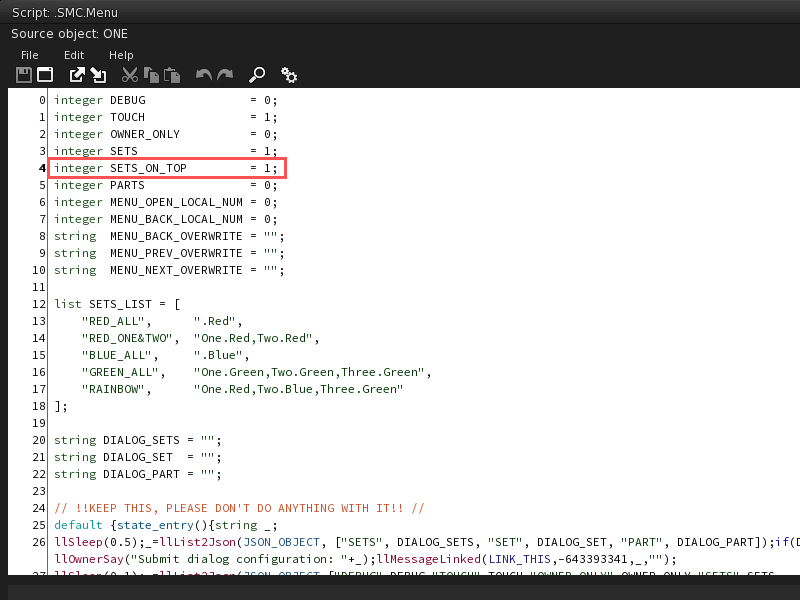 Script: .SMC.Menu
Source object: ONE
File Edit Help
0 integer DEBUG               = 0;
1 integer TOUCH               = 1;
2 integer OWNER_ONLY          = 0;
3 integer SETS                = 1;
4 integer SETS_ON_TOP         = 1;
5 integer PARTS               = 0;
6 integer MENU_OPEN_LOCAL_NUM = 0;
7 integer MENU_BACK_LOCAL_NUM = 0;
8 string  MENU_BACK_OVERWRITE = "";
9 string  MENU_PREV_OVERWRITE = "";
10 string  MENU_NEXT_OVERWRITE = "";
11
12 list SETS_LIST = [
13     "RED_ALL",      ".Red",
14     "RED_ONE&TWO",  "One.Red,Two.Red",
15     "BLUE_ALL",     ".Blue",
16     "GREEN_ALL",    "One.Green,Two.Green,Three.Green",
17     "RAINBOW",      "One.Red,Two.Blue,Three.Green"
18 ];
19
20 string DIALOG_SETS = "";
21 string DIALOG_SET  = "";
22 string DIALOG_PART = "";
23
24 // !!KEEP THIS, PLEASE DON'T DO ANYTHING WITH IT!! //
25 default {state_entry(){string _;
26 llSleep(0.5);_=llList2Json(JSON_OBJECT, ["SETS", DIALOG_SETS, "SET", DIALOG_SET, "PART", DIALOG_PART]);if(D
llOwnerSay("Submit dialog configuration: "+_);llMessageLinked(LINK_THIS,-643393341,_,"");